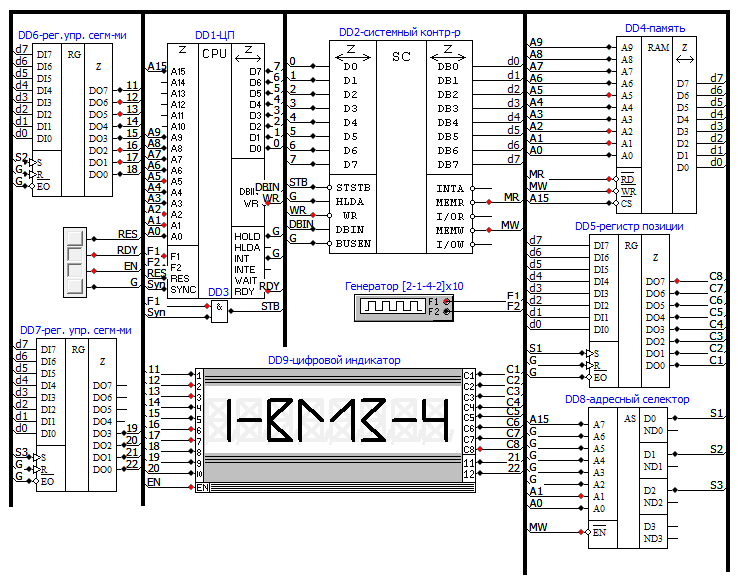 DD6-рег.упр. сегм-ми
d7
d6
d5
d4
d3
d2
d1
d0
DI7
DI6
DI5
DI4
DI3
DI2
DI1
DI0
RG
Z
DO7
DO6
DO5
DO4
DO3
DO2
DO1
DO0
11
12
13
14
15
16
17
18
S2
G
G
S
R
EO
DD1-ЦП
Z
CPU
A15
A9
A8
A7
A6
A5
A4
A3
A2
A1
A0
A15
A14
A13
A12
A11
A10
A9
A8
A7
A6
A5
A4
A3
A2
A1
A0
D7
D6
D5
D4
D3
D2
D1
D0
7
6
5
4
3
2
1
0
DBIN
WR
DBIN
WR
HOLD
HLDA
INT
INTE
WAIT
RDY
G
G
RDY
F1
F2
RES
Syn
F1
F2
RES
SYNC
RES
RDY
EN
G
DD3
&
F1
Syn
STB
DD2-системный контр-р
Z
SC
Z
0
1
2
3
4
5
6
7
D0
D1
D2
D3
D4
D5
D6
D7
DB0
DB1
DB2
DB3
DB4
DB5
DB6
DB7
d0
d1
d2
d3
d4
d5
d6
d7
STB
G
WR
DBIN
G
STSTB
HLDA
WR
DBIN
BUSEN
INTA
MEMR
I/OR
MEMW
I/OW
MR
MW
Генератор [2-1-4-2]x10
F1
F2
F1
F2
DD4-память
A9
A8
A7
A6
A5
A4
A3
A2
A1
A0
A9
A8
A7
A6
A5
A4
A3
A2
A1
A0
RAM
Z
D7
D6
D5
D4
D3
D2
D1
D0
d7
d6
d5
d4
d3
d2
d1
d0
MR
MW
A15
RD
WR
CS
DD5-регистр позиции
d7
d6
d5
d4
d3
d2
d1
d0
DI7
DI6
DI5
DI4
DI3
DI2
DI1
DI0
RG
Z
DO7
DO6
DO5
DO4
DO3
DO2
DO1
DO0
C8
C7
C6
C5
C4
C3
C2
C1
S1
G
G
S
R
EO
DD7-рег. упр. сегм-ми
d7
d6
d5
d4
d3
d2
d1
d0
DI7
DI6
DI5
DI4
DI3
DI2
DI1
DI0
RG
Z
DO7
DO6
DO5
DO4
DO3
DO2
DO1
DO0
19
20
21
22
S3
G
G
S
R
EO
DD9-цифровой индикатор
11
12
13
14
15
16
17
18
19
20
EN
1
2
3
4
5
6
7
8
9
10
EN
I-BM3-4
C1
C2
C3
C4
C5
C6
C7
C8
11
12
C1
C2
C3
C4
C5
C6
C7
C8
21
22
DD8-адресный селектор
A15
G
G
G
G
G
A1
A0
A7
A6
A5
A4
A3
A2
A1
A0
AS
D0
ND0
D1
ND1
D2
ND2
D3
ND3
S1
S2
S3
MW
EN